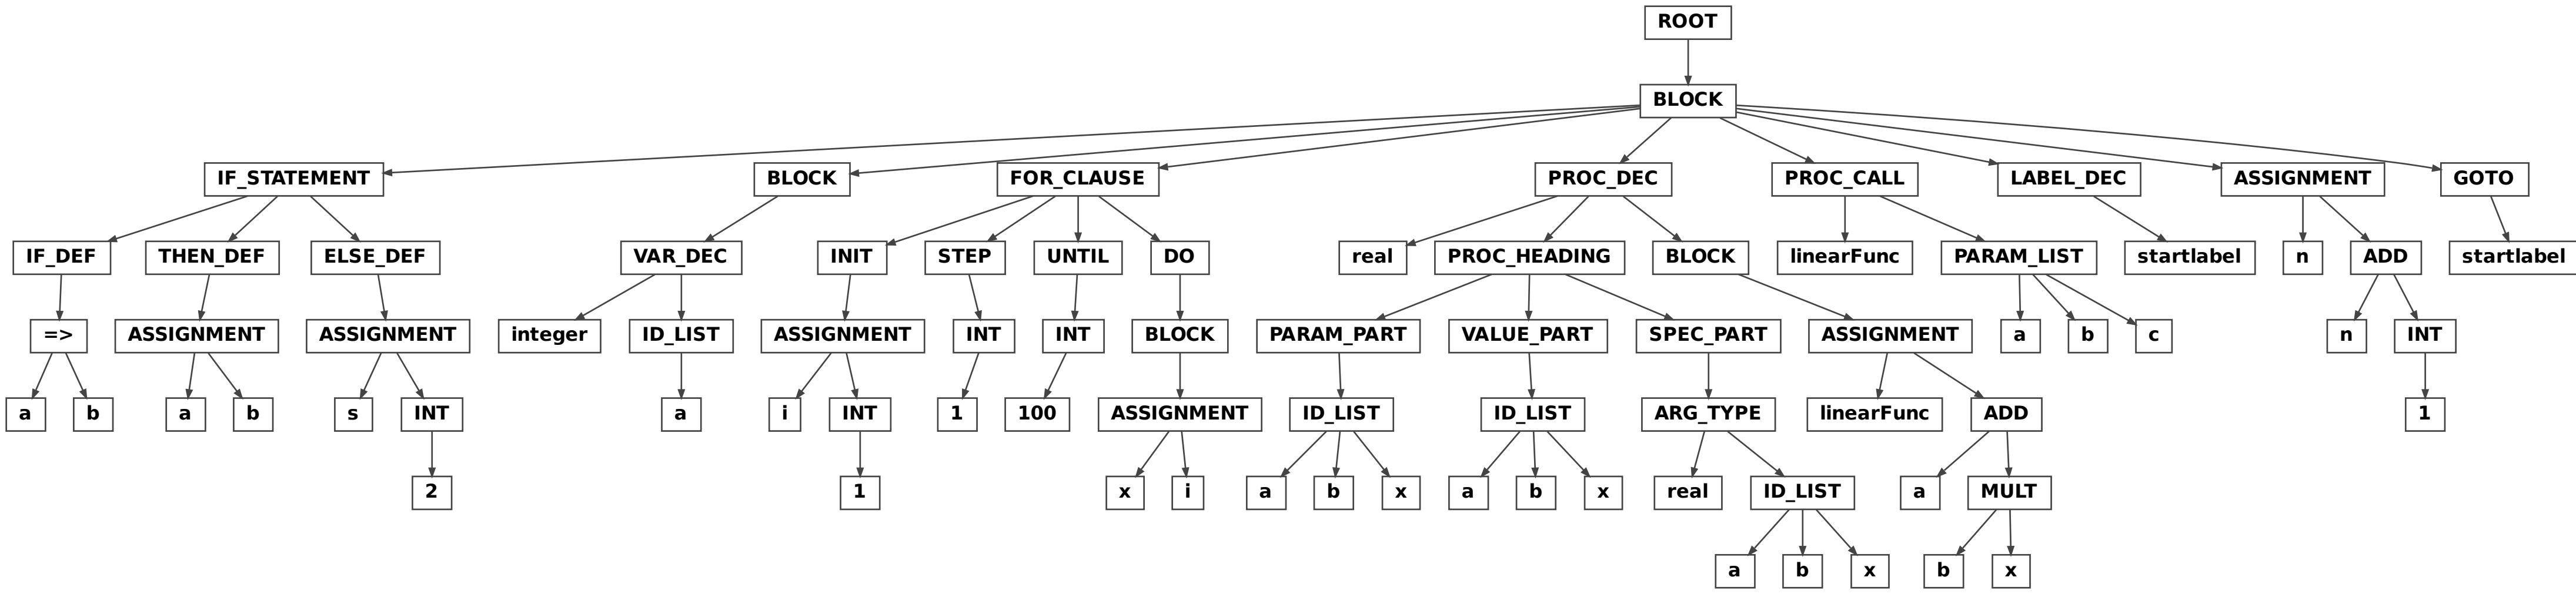 ROOT
BLOCK
IF_STATEMENT BLOCK FOR_CLAUSE PROC_DEC PROC_CALL LABEL_DEC ASSIGNMENT GOTO
IF_DEF THEN_DEF ELSE_DEF VAR_DEC INIT STEP UNTIL DO real PROC_HEADING BLOCK linearFunc PARAM_LIST startlabel n ADD startlabel
=> ASSIGNMENT ASSIGNMENT integer ID_LIST ASSIGNMENT INT INT BLOCK PARAM_PART VALUE_PART SPEC_PART ASSIGNMENT a b c n INT
a b a b s INT a i INT 1 100 ASSIGNMENT ID_LIST ID_LIST ARG_TYPE linearFunc ADD 1
2 1 x i a b x a b x real ID_LIST a MULT
a b x b x